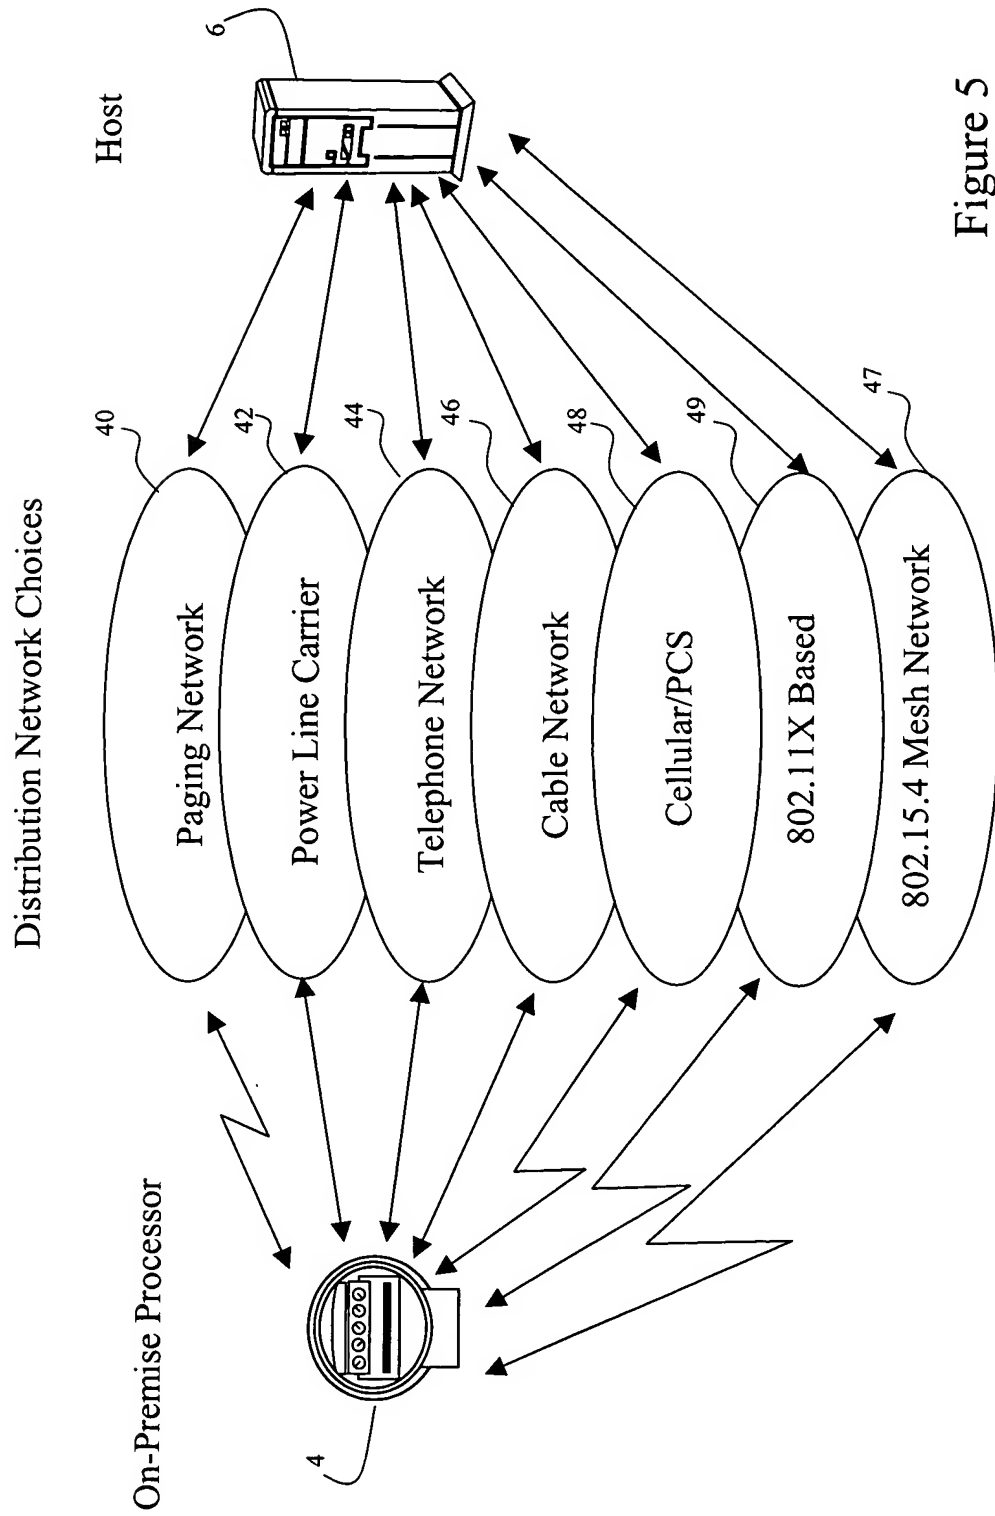 Distribution Network Choices
On-Premise Processor
Host
6
40
Paging Network
42
Power Line Carrier
44
Telephone Network
46
Cable Network
48
Cellular/PCS
49
802.11X Based
47
802.15.4 Mesh Network
4
Figure 5